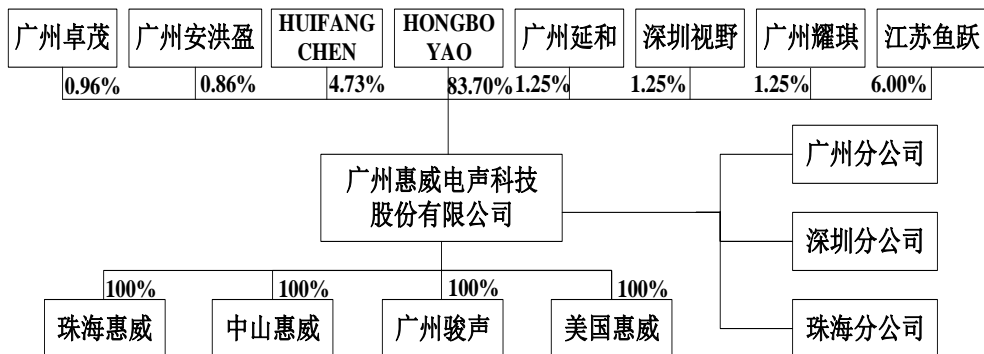 广州卓茂
广州安洪盈
HUIFANG
CHEN
HONGBO
YAO
广州延和
深圳视野
广州耀琪
江苏鱼跃
0.96%
0.86%
4.73%
83.70%
1.25%
1.25%
1.25%
6.00%
广州惠威电声科技
股份有限公司
广州分公司
深圳分公司
珠海分公司
100%
100%
100%
100%
珠海惠威
中山惠威
广州骏声
美国惠威